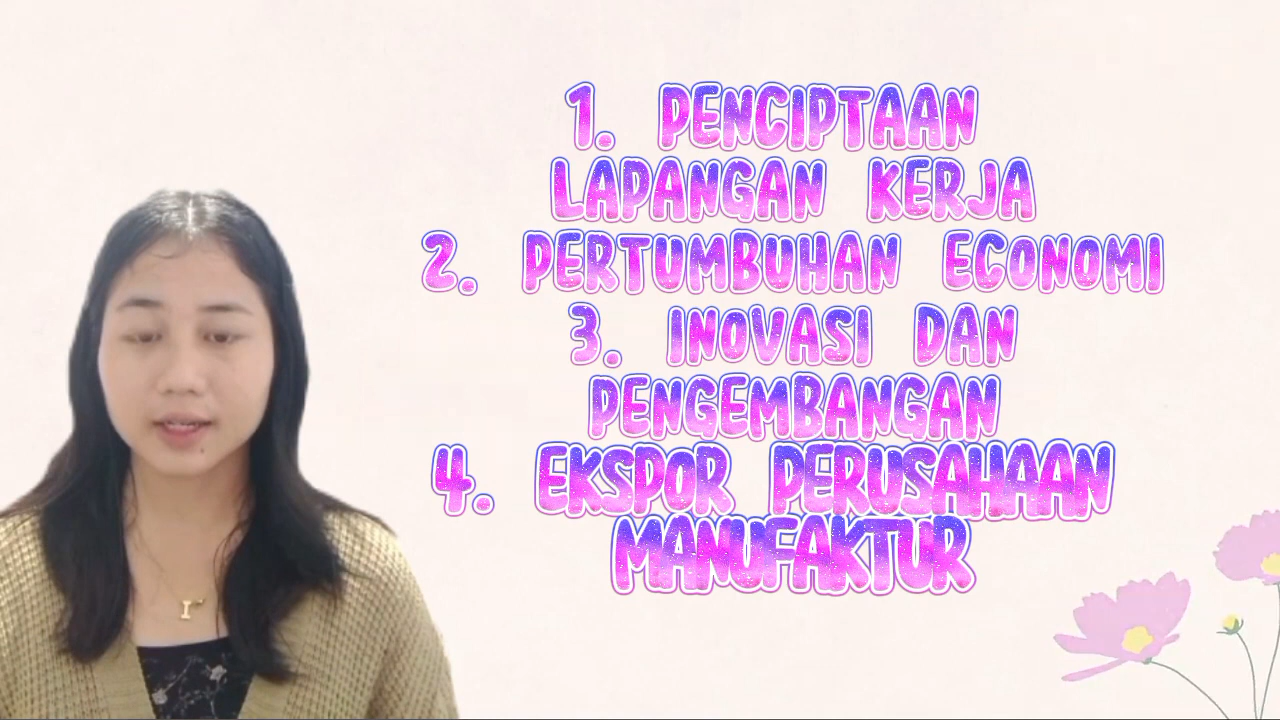 1. PENCIPTAAN
LAPANGAN KERJA
2. PERTUMBUHAN ECONOMI
3. INOVASI DAN
PENGEMBANGAN
4. EKSPOR PERUSAHAAN
MANUFAKTUR